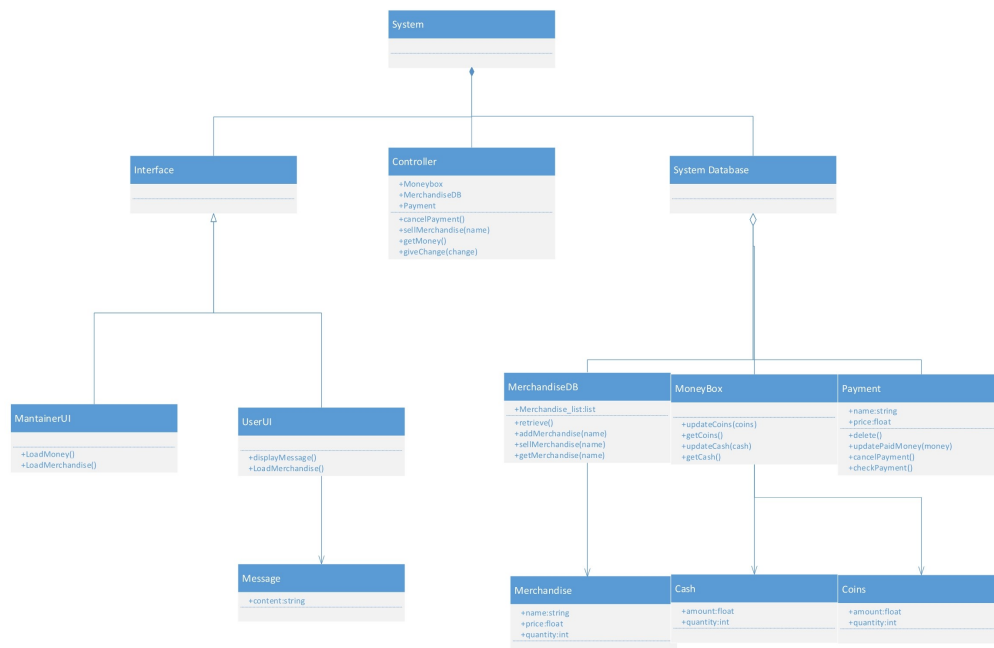 System
Interface
Controller
+Moneybox
+MerchandiseDB
+Payment
+cancelPayment()
+sellMerchandise(name)
+getMoney()
+giveChange(change)
System Database
MantainerUI
+LoadMoney()
+LoadMerchandise()
UserUI
+displayMessage()
+LoadMerchandise()
MerchandiseDB
+Merchandise_list:list
+retrieve()
+addMerchandise(name)
+sellMerchandise(name)
+getMerchandise(name)
MoneyBox
+updateCoins(coins)
+getCoins()
+updateCash(cash)
+getCash()
Payment
+name:string
+price:float
+delete()
+updatePaidMoney(money)
+cancelPayment()
+checkPayment()
Message
+content:string
Merchandise
+name:string
+price:float
+quantity:int
Cash
+amount:float
+quantity:int
Coins
+amount:float
+quantity:int